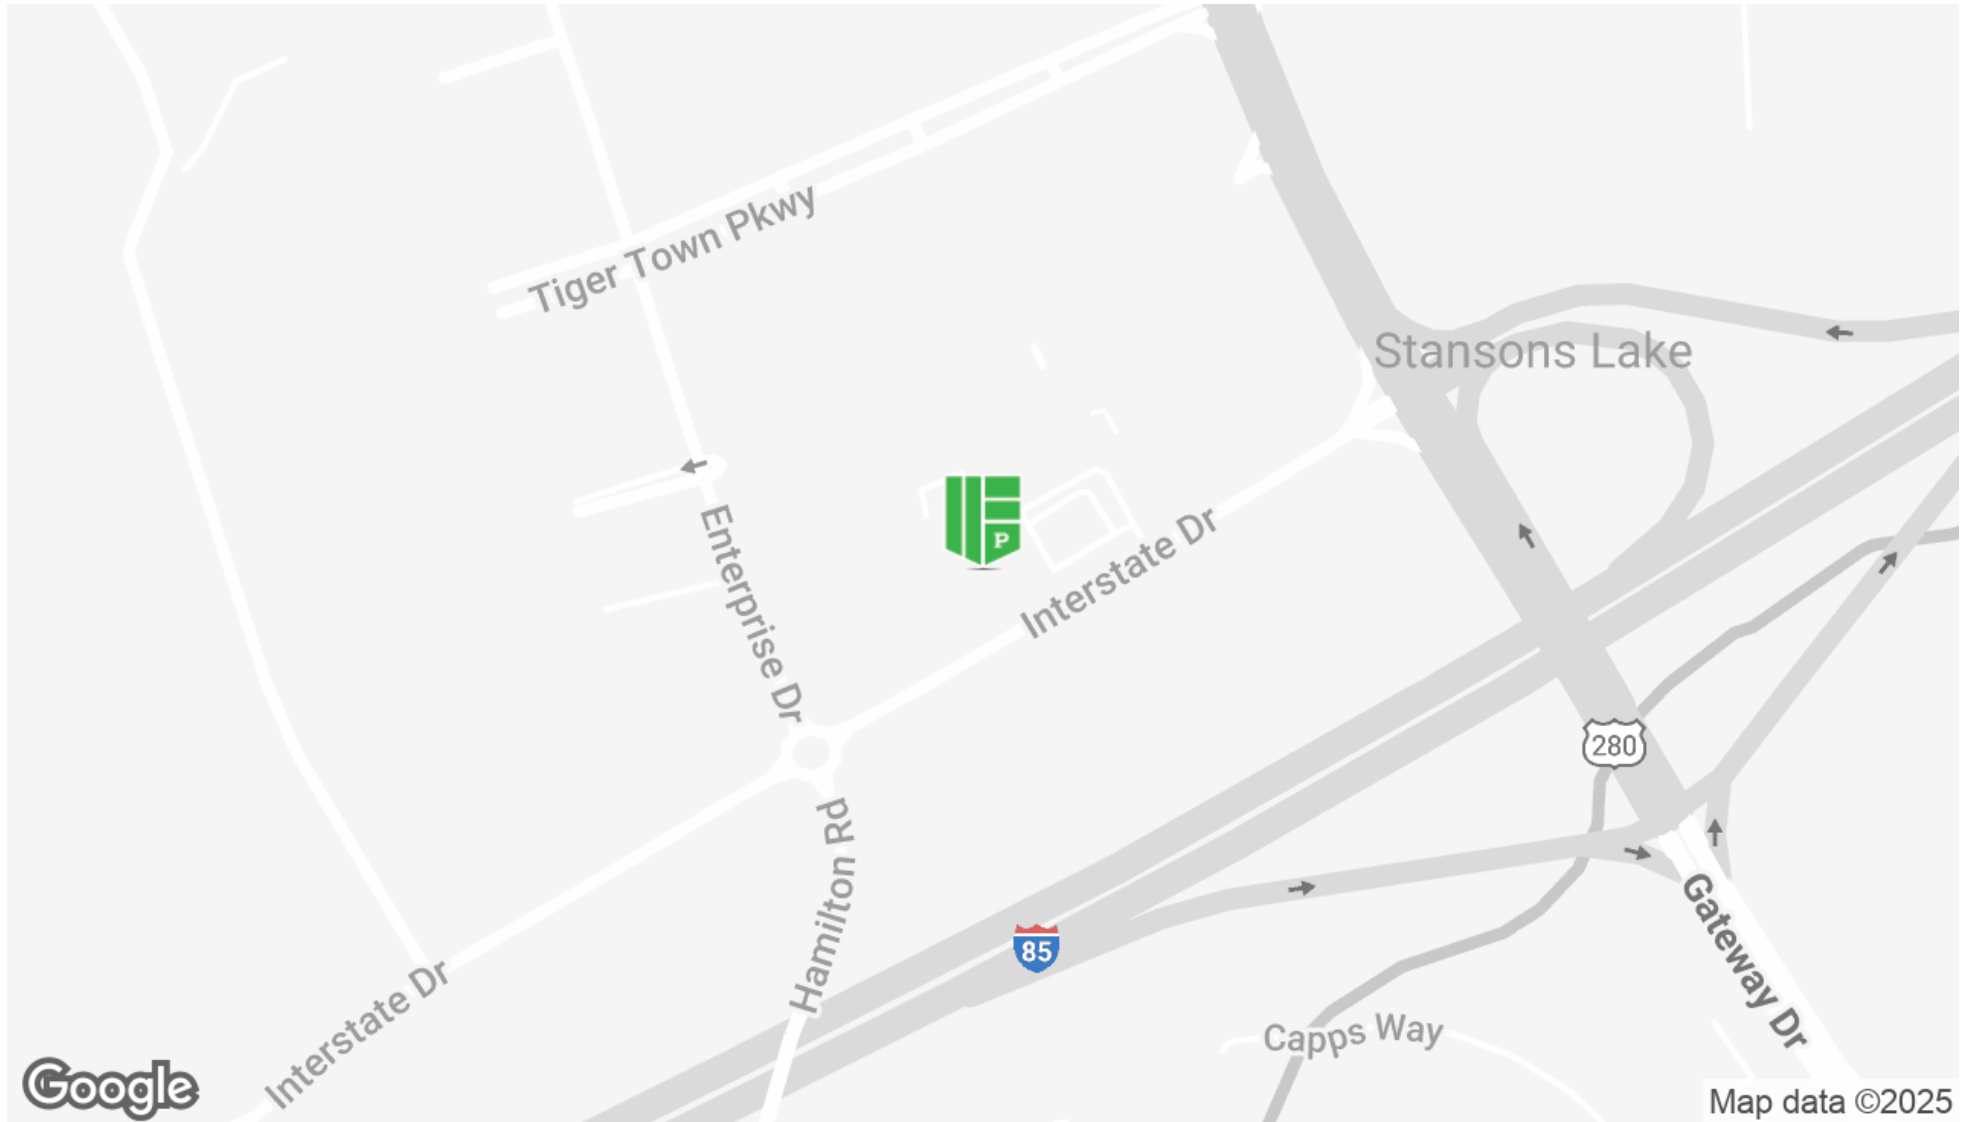 Tiger Town Pkwy
Stansons Lake
P
Enterprise Dr
Interstate Dr
280
Hamilton Rd
85
Gateway Dr
Interstate Dr
Capps Way
Google
Map data ©2025